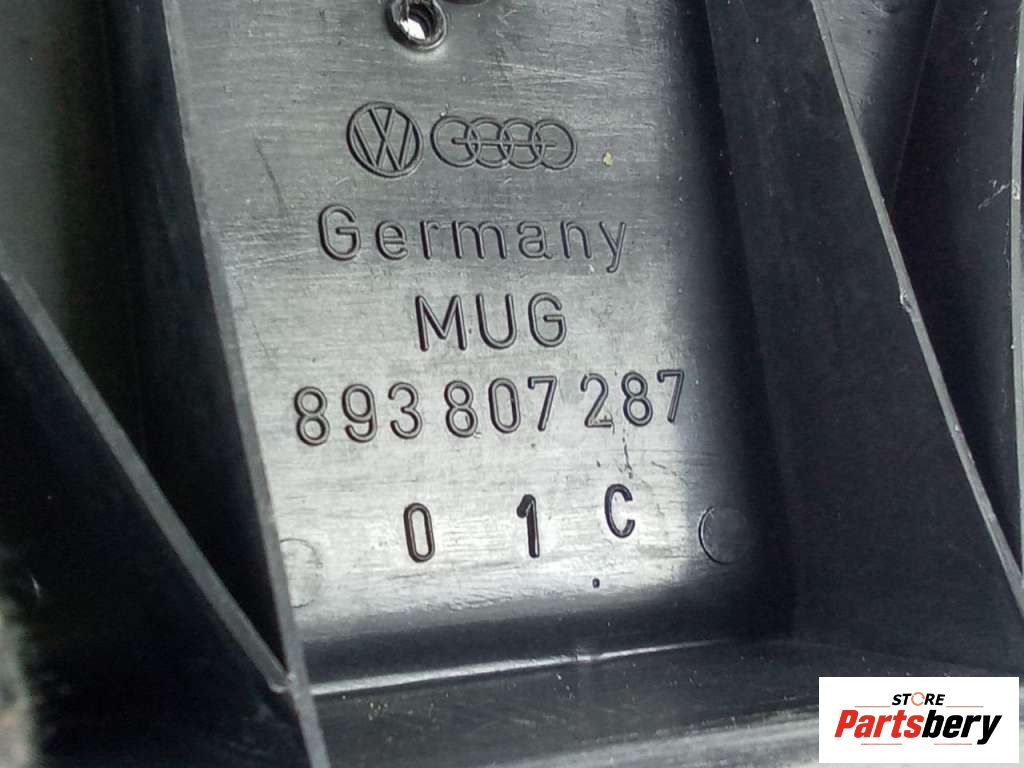 Germany
MUG
893 807 287
0 1 C
STORE
Partsbery